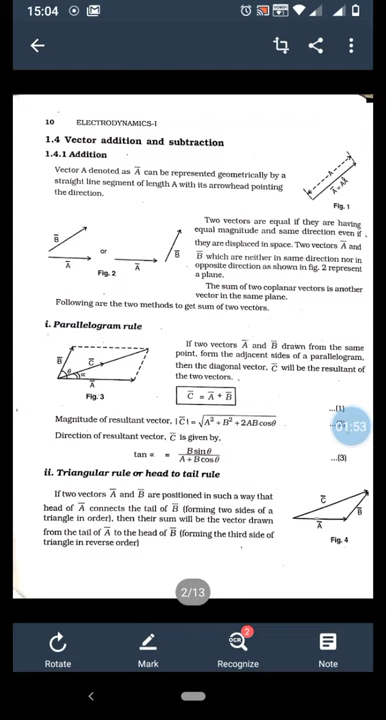 15:04
10 ELECTRODYNAMICS-I
1.4 Vector addition and subtraction
1.4.1 Addition
Vector A denoted as A̅ can be represented geometrically by a
straight line segment of length A with its arrowhead pointing
the direction.
A
Fig. 1
Two vectors are equal if they are having
equal magnitude and same direction even if
they are displaced in space. Two vectors A̅ and
B̅ which are neither in same direction nor in
opposite direction as shown in fig. 2 represent
a plane.
B̅
or
A̅
A̅
B̅
Fig. 2
The sum of two coplanar vectors is another
vector in the same plane.
Following are the two methods to get sum of two vectors.
i. Parallelogram rule
If two vectors A̅ and B̅ drawn from the same
point, form the adjacent sides of a parallelogram,
then the diagonal vector, C̅ will be the resultant of
the two vectors.
B̅
C̅
θ
α
A̅
Fig. 3
C̅ = A̅ + B̅
...(1)
Magnitude of resultant vector, |C̅| = √A² + B² + 2AB cosθ
01:53
Direction of resultant vector, C̅ is given by,
tan α = B sin θ / A + B cos θ
...(3)
ii. Triangular rule or head to tail rule
If two vectors A̅ and B̅ are positioned in such a way that
head of A̅ connects the tail of B̅ (forming two sides of a
triangle in order), then their sum will be the vector drawn
from the tail of A̅ to the head of B̅ (forming the third side of
triangle in reverse order)
C̅
B̅
A̅
Fig. 4
2/13
2
OCR
Rotate
Mark
Recognize
Note